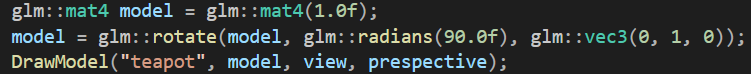 glm::mat4 model = glm::mat4(1.0f);
model = glm::rotate(model, glm::radians(90.0f), glm::vec3(0, 1, 0));
DrawModel("teapot", model, view, prespective);